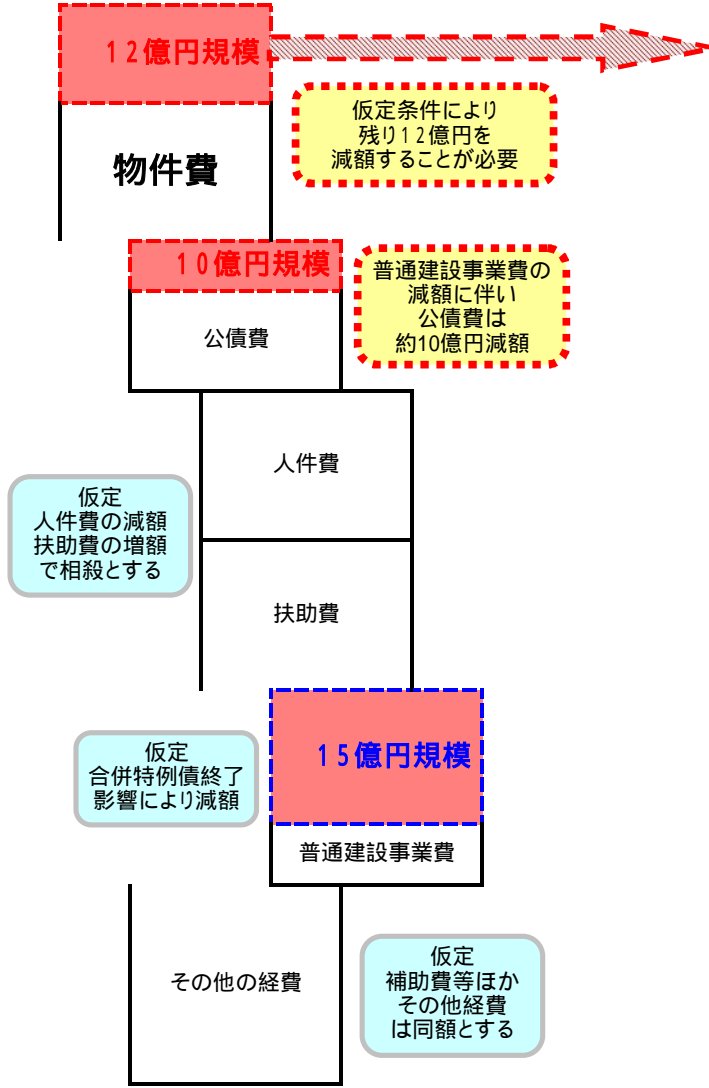 12億円規模
仮定条件により
残り12億円を
減額することが必要
物件費
10億円規模
普通建設事業費の
減額に伴い
公債費は
約10億円減額
公債費
人件費
仮定
人件費の減額
扶助費の増額
で相殺とする
扶助費
15億円規模
仮定
合併特例債終了
影響により減額
普通建設事業費
その他の経費
仮定
補助費等ほか
その他経費
は同額とする